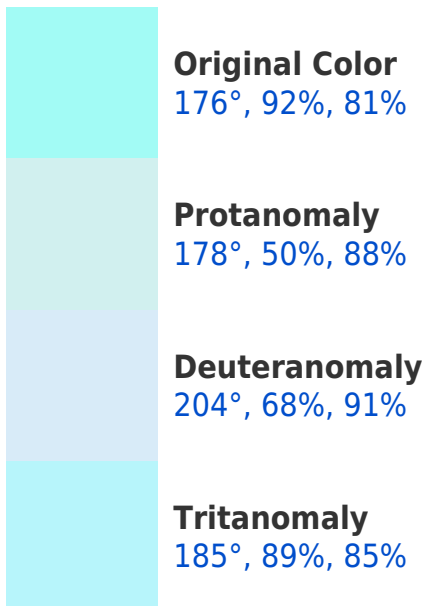 Original Color
176°, 92%, 81%
Protanomaly
178°, 50%, 88%
Deuteranomaly
204°, 68%, 91%
Tritanomaly
185°, 89%, 85%